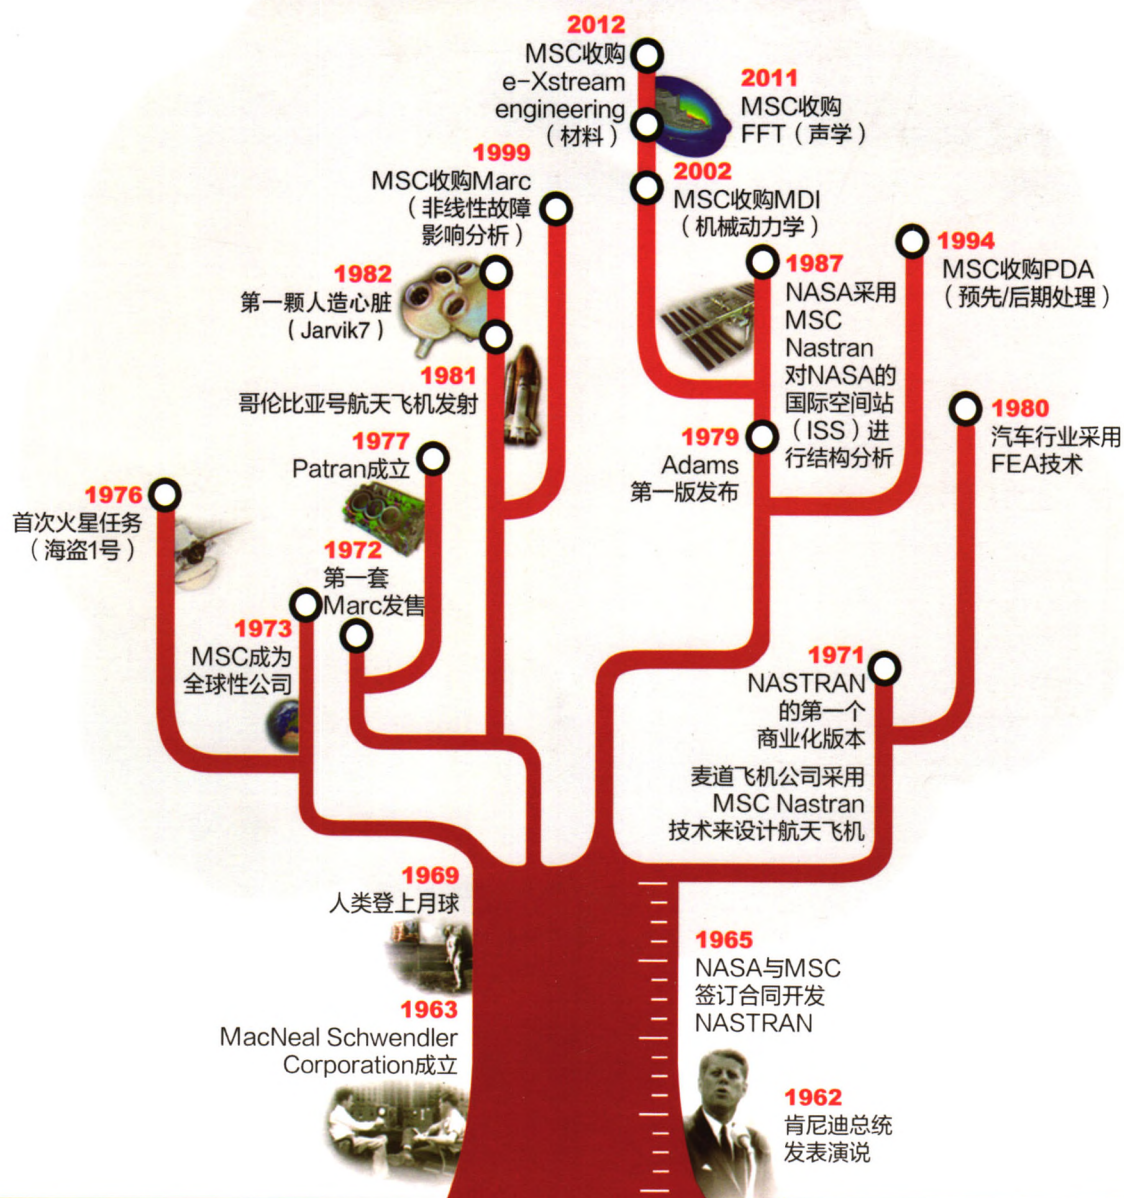 2012
MSC收购
e-Xstream
engineering
（材料）
2011
MSC收购
FFT（声学）
1999
MSC收购Marc
（非线性故障
影响分析）
2002
MSC收购MDI
（机械动力学）
1994
MSC收购PDA
（预先/后期处理）
1987
NASA采用
MSC
Nastran
对NASA的
国际空间站
（ISS）进
行结构分析
1982
第一颗人造心脏
（Jarvik7）
1981
哥伦比亚号航天飞机发射
1980
汽车行业采用
FEA技术
1979
Adams
第一版发布
1977
Patran成立
1976
首次火星任务
（海盗1号）
1972
第一套
Marc发售
1973
MSC成为
全球性公司
1971
NASTRAN
的第一个
商业化版本
麦道飞机公司采用
MSC Nastran
技术来设计航天飞机
1969
人类登上月球
1965
NASA与MSC
签订合同开发
NASTRAN
1963
MacNeal Schwendler
Corporation成立
1962
肯尼迪总统
发表演说